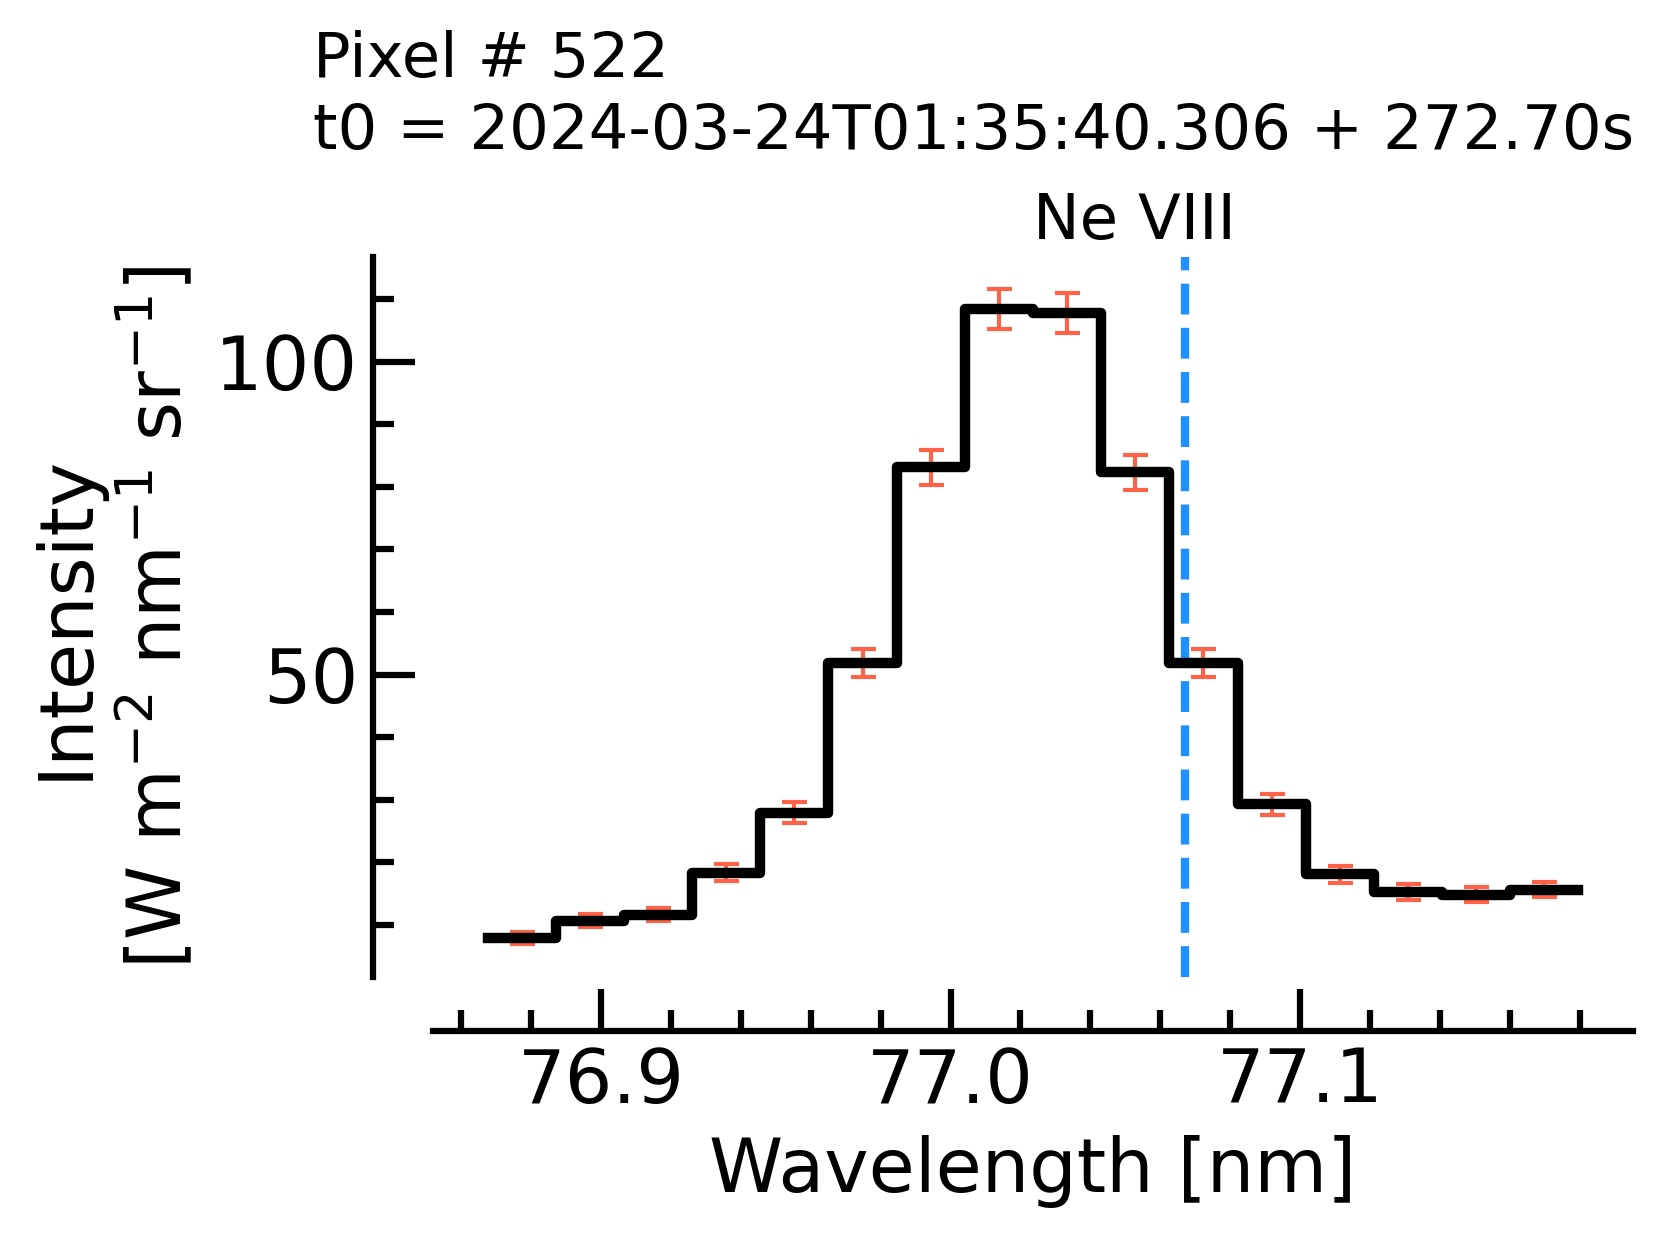 Pixel # 522
t0 = 2024-03-24T01:35:40.306 + 272.70s
Ne VIII
Intensity
[W m⁻² nm⁻¹ sr⁻¹]
100
50
76.9 77.0 77.1
Wavelength [nm]